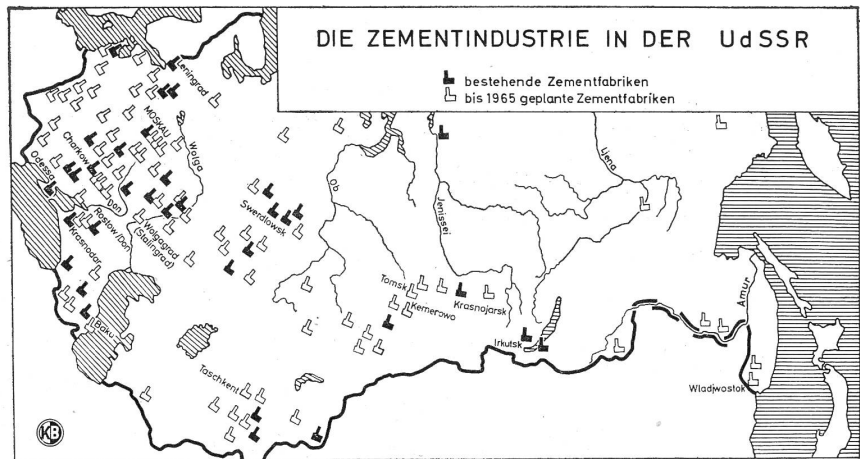 DIE ZEMENTINDUSTRIE IN DER UdSSR
bestehende Zementfabriken
bis 1965 geplante Zementfabriken
Leningrad
MOSKAU
Wolga
Charkow
Odessa
Don
Rostow/Don
Wolgograd
(Stalingrad)
Krasnodar
Baku
Swerdlowsk
Ob
Jenissei
Ljena
Tomsk
Kemerowo
Krasnojarsk
Irkutsk
Amur
Wladiwostok
Taschkent
KB